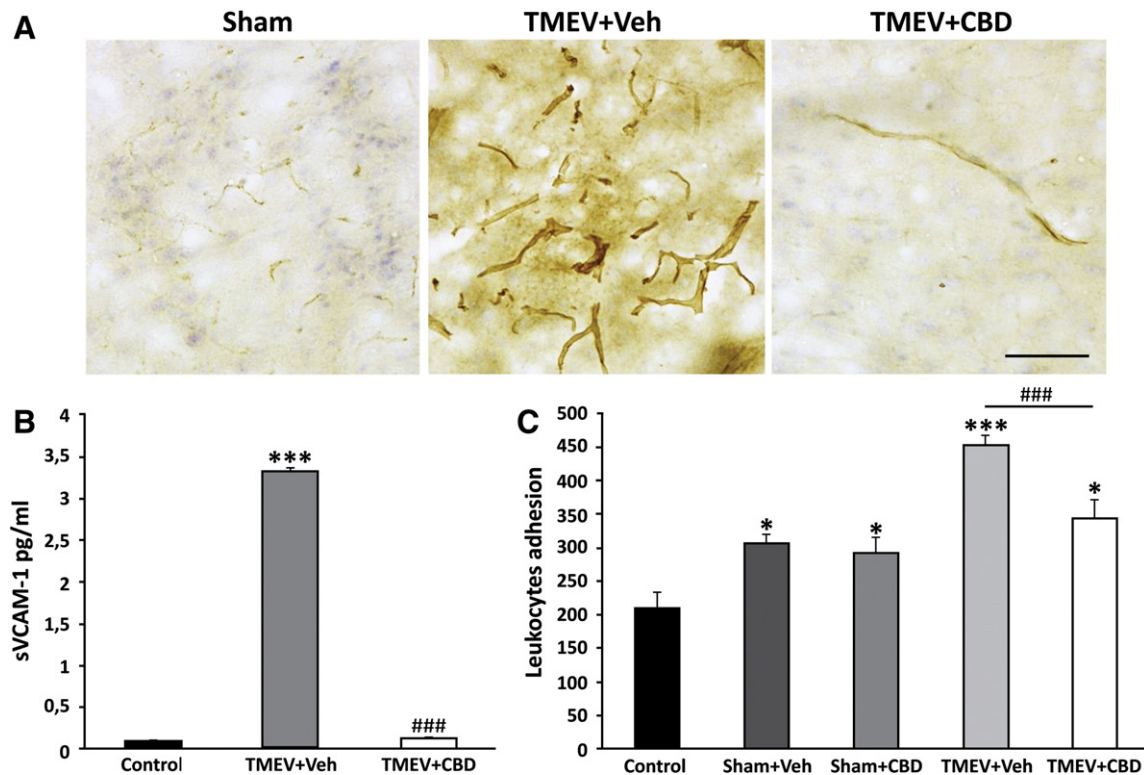 A
Sham
TMEV+Veh
TMEV+CBD
B
sVCAM-1 pg/ml
4
3,5
3
2,5
2
1,5
1
0,5
0
***
###
Control
TMEV+Veh
TMEV+CBD
C
Leukocytes adhesion
500
450
400
350
300
250
200
150
100
50
0
*
*
***
###
*
Control
Sham+Veh
Sham+CBD
TMEV+Veh
TMEV+CBD